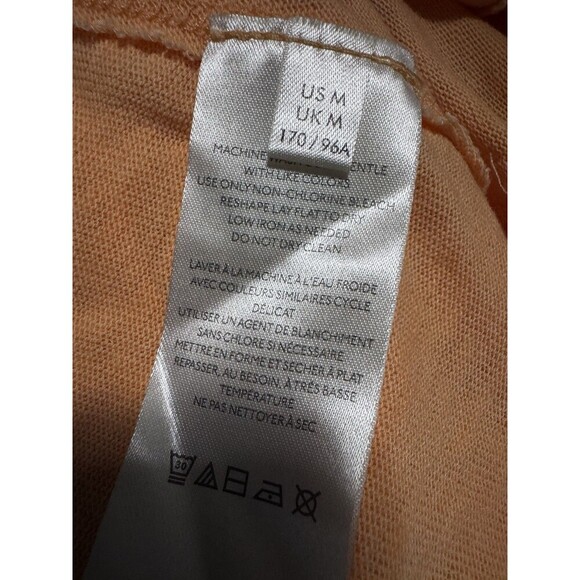 US M
UK M
170 / 96A
MACHINE WASH GENTLE
WITH LIKE COLORS
USE ONLY NON-CHLORINE BLEACH
RESHAPE LAY FLAT TO DRY
LOW IRON AS NEEDED
DO NOT DRY CLEAN
LAVER À LA MACHINE À L'EAU FROIDE
AVEC COULEURS SIMILAIRES CYCLE
DÉLICAT
UTILISER UN AGENT DE BLANCHIMENT
SANS CHLORE SI NÉCESSAIRE
METTRE EN FORME ET SÉCHER À PLAT
REPASSER, AU BESOIN, À TRÈS BASSE
TEMPÉRATURE
NE PAS NETTOYER À SEC
30